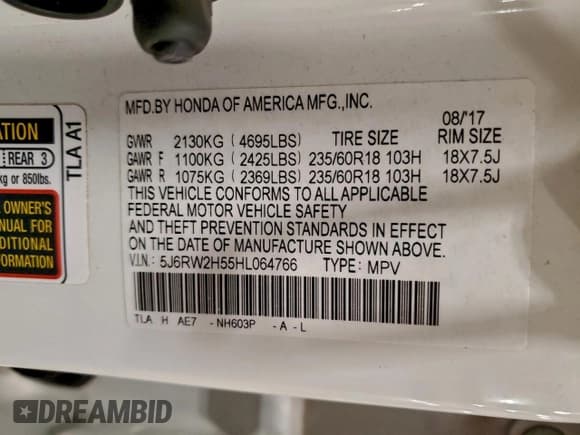 MFD.BY HONDA OF AMERICA MFG.,INC.
08/'17
GVWR 2130KG ( 4695LBS ) TIRE SIZE RIM SIZE
GAWR F 1100KG ( 2425LBS ) 235/60R18 103H 18X7.5J
GAWR R 1075KG ( 2369LBS ) 235/60R18 103H 18X7.5J
THIS VEHICLE CONFORMS TO ALL APPLICABLE
FEDERAL MOTOR VEHICLE SAFETY
AND THEFT PREVENTION STANDARDS IN EFFECT
ON THE DATE OF MANUFACTURE SHOWN ABOVE.
V.I.N.: 5J6RW2H55HL064766 TYPE: MPV
TLA H AE7 - NH603P - A - L
ATION
REAR 3
kg or 850lbs.
OWNER'S
NUAL FOR
DITIONAL
FORMATION
TLA A1
DREAMBID